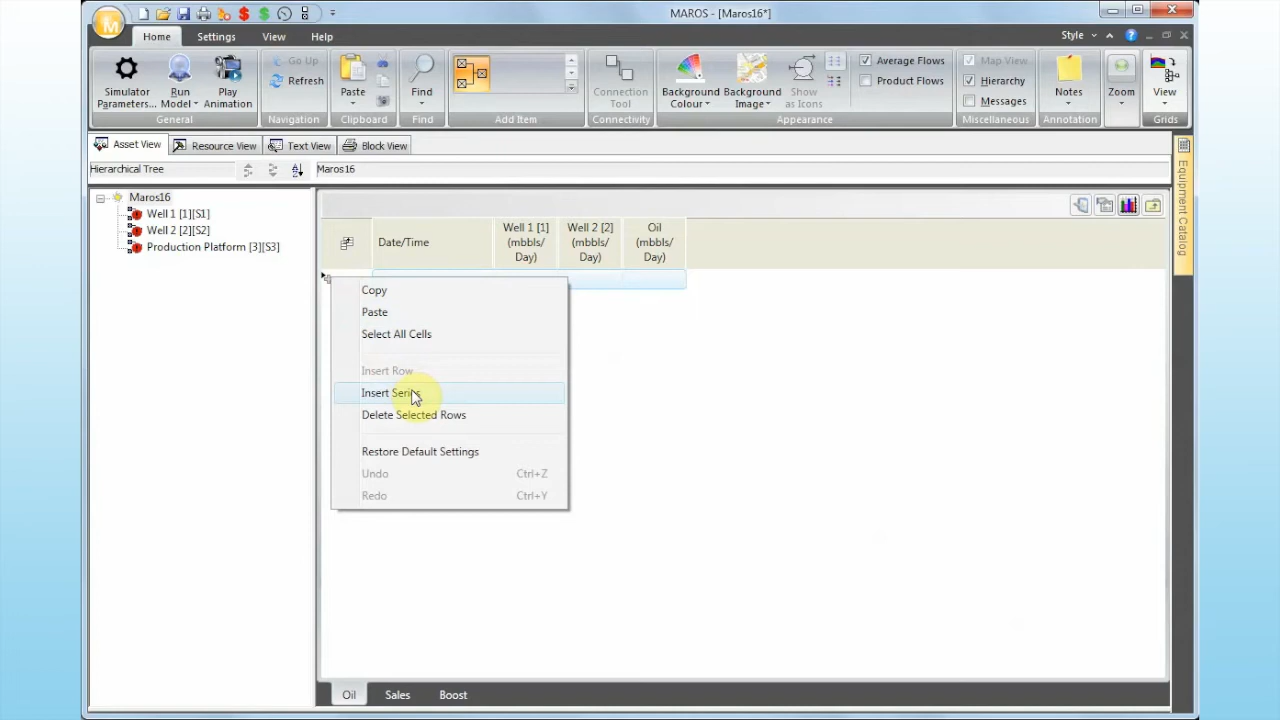 MAROS - [Maros16*]
Home Settings View Help Style
Simulator Parameters...
Run Model
Play Animation
General
Go Up
Refresh
Navigation
Paste
Clipboard
Find
Find
Add Item
Connection Tool
Connectivity
Background Colour
Background Image
Show as Icons
Average Flows
Product Flows
Appearance
Map View
Hierarchy
Messages
Miscellaneous
Notes
Annotation
Zoom
View
Grids
Asset View Resource View Text View Block View
Hierarchical Tree Maros16
Maros16
Well 1 [1][S1]
Well 2 [2][S2]
Production Platform [3][S3]
Date/Time
Well 1 [1] (mbbls/ Day)
Well 2 [2] (mbbls/ Day)
Oil (mbbls/ Day)
Copy
Paste
Select All Cells
Insert Row
Insert Series
Delete Selected Rows
Restore Default Settings
Undo Ctrl+Z
Redo Ctrl+Y
Oil Sales Boost
Equipment Catalog